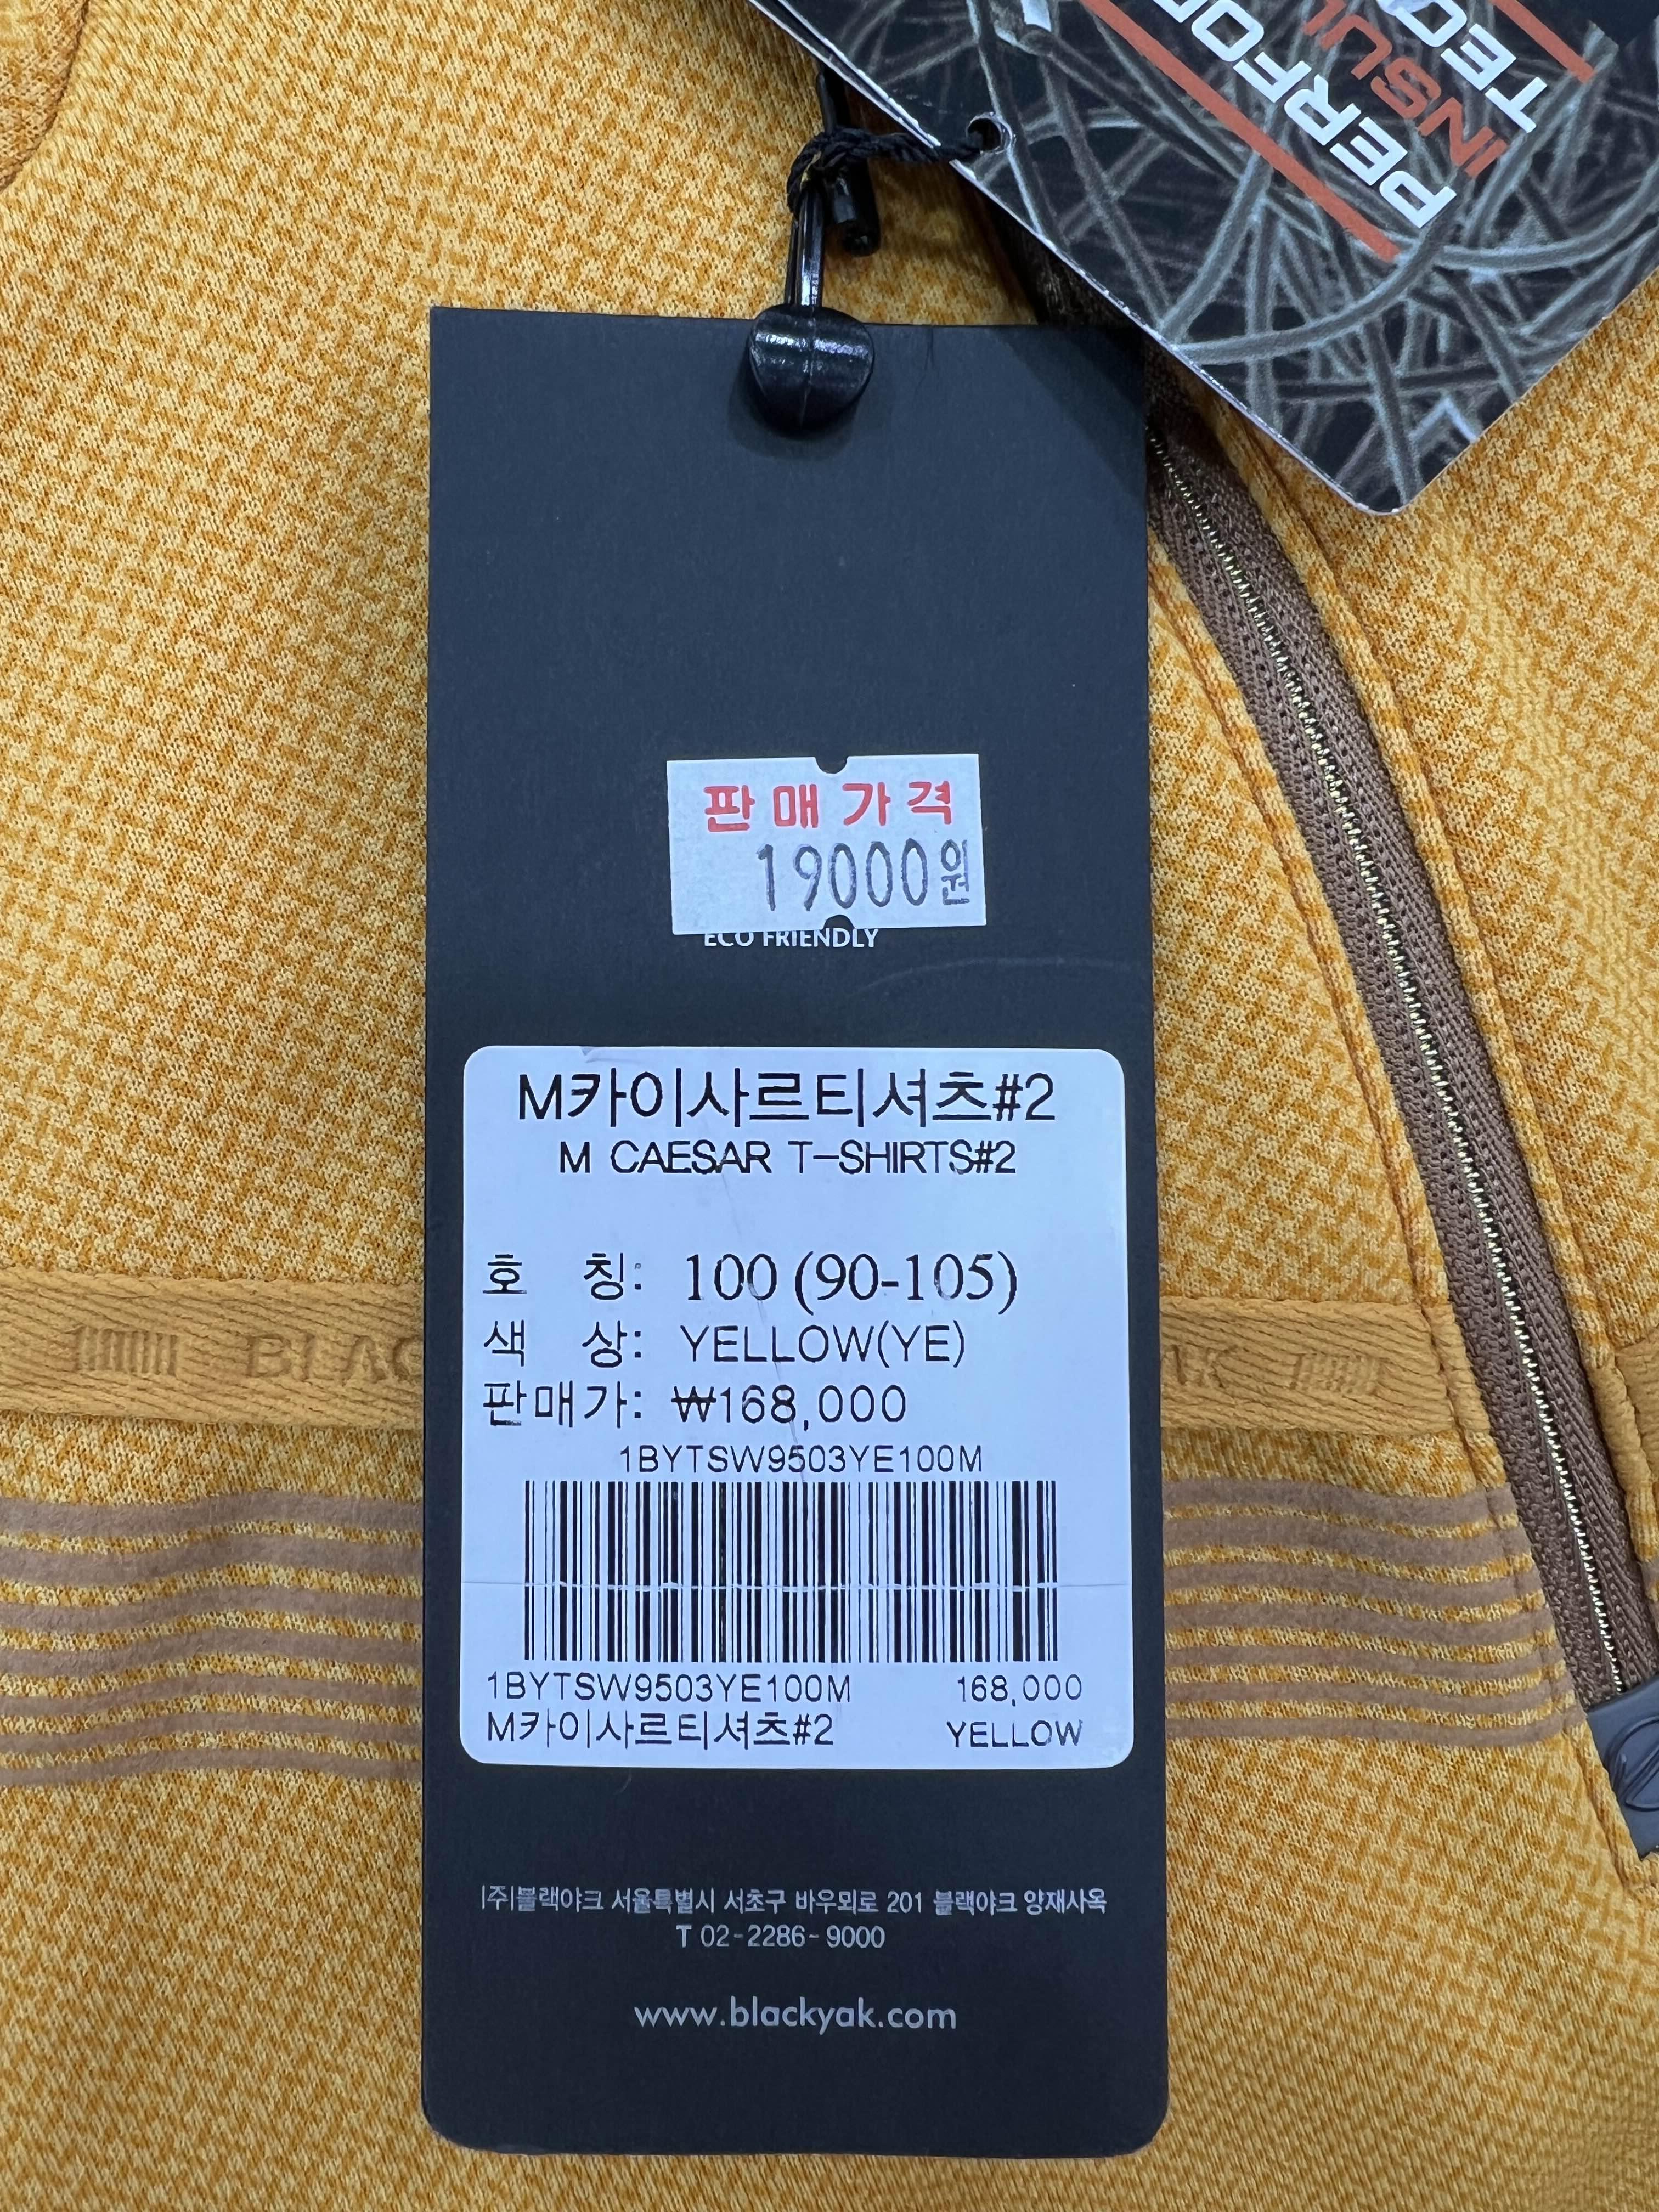 판매가격
19000원
ECO FRIENDLY
M카이사르티셔츠#2
M CAESAR T-SHIRTS#2
호 칭: 100 (90-105)
색 상: YELLOW(YE)
판매가: ₩168,000
1BYTSW9503YE100M
1BYTSW9503YE100M 168,000
M카이사르티셔츠#2 YELLOW
(주)블랙야크 서울특별시 서초구 바우뫼로 201 블랙야크 양재사옥
T 02-2286-9000
www.blackyak.com